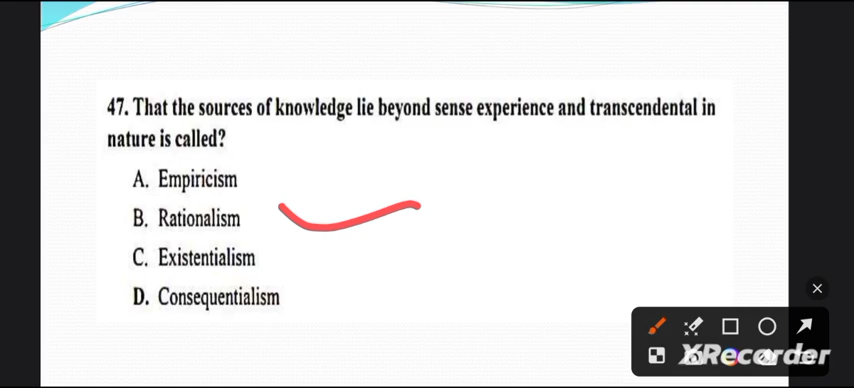 47. That the sources of knowledge lie beyond sense experience and transcendental in
nature is called?
A. Empiricism
B. Rationalism
C. Existentialism
D. Consequentialism
XRecorder